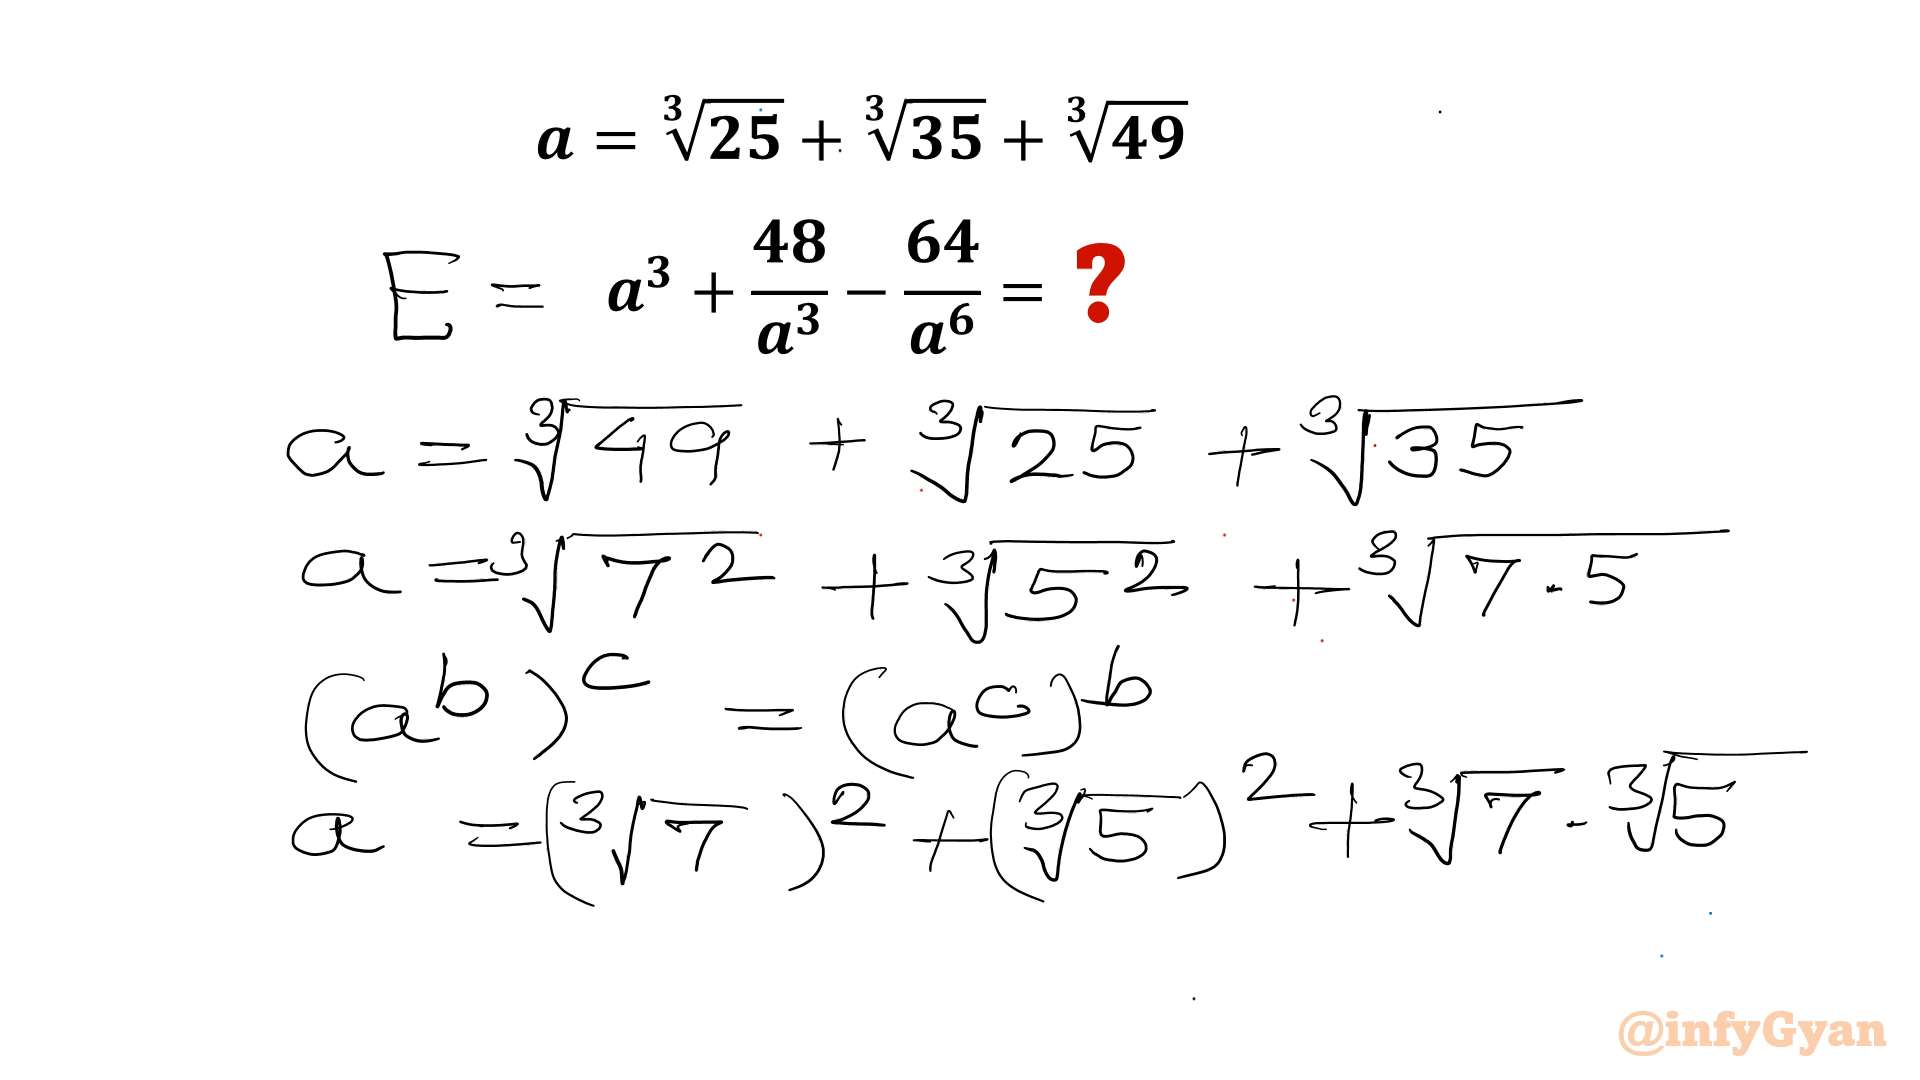 a = ∛25 + ∛35 + ∛49
E = a³ + 48/a³ − 64/a⁶ = ?
a = ∛49 + ∛25 + ∛35
a = ∛7² + ∛5² + ∛7·5
(a^b)^c = (a^c)^b
a = (∛7)² + (∛5)² + ∛7 · ∛5
@infyGyan